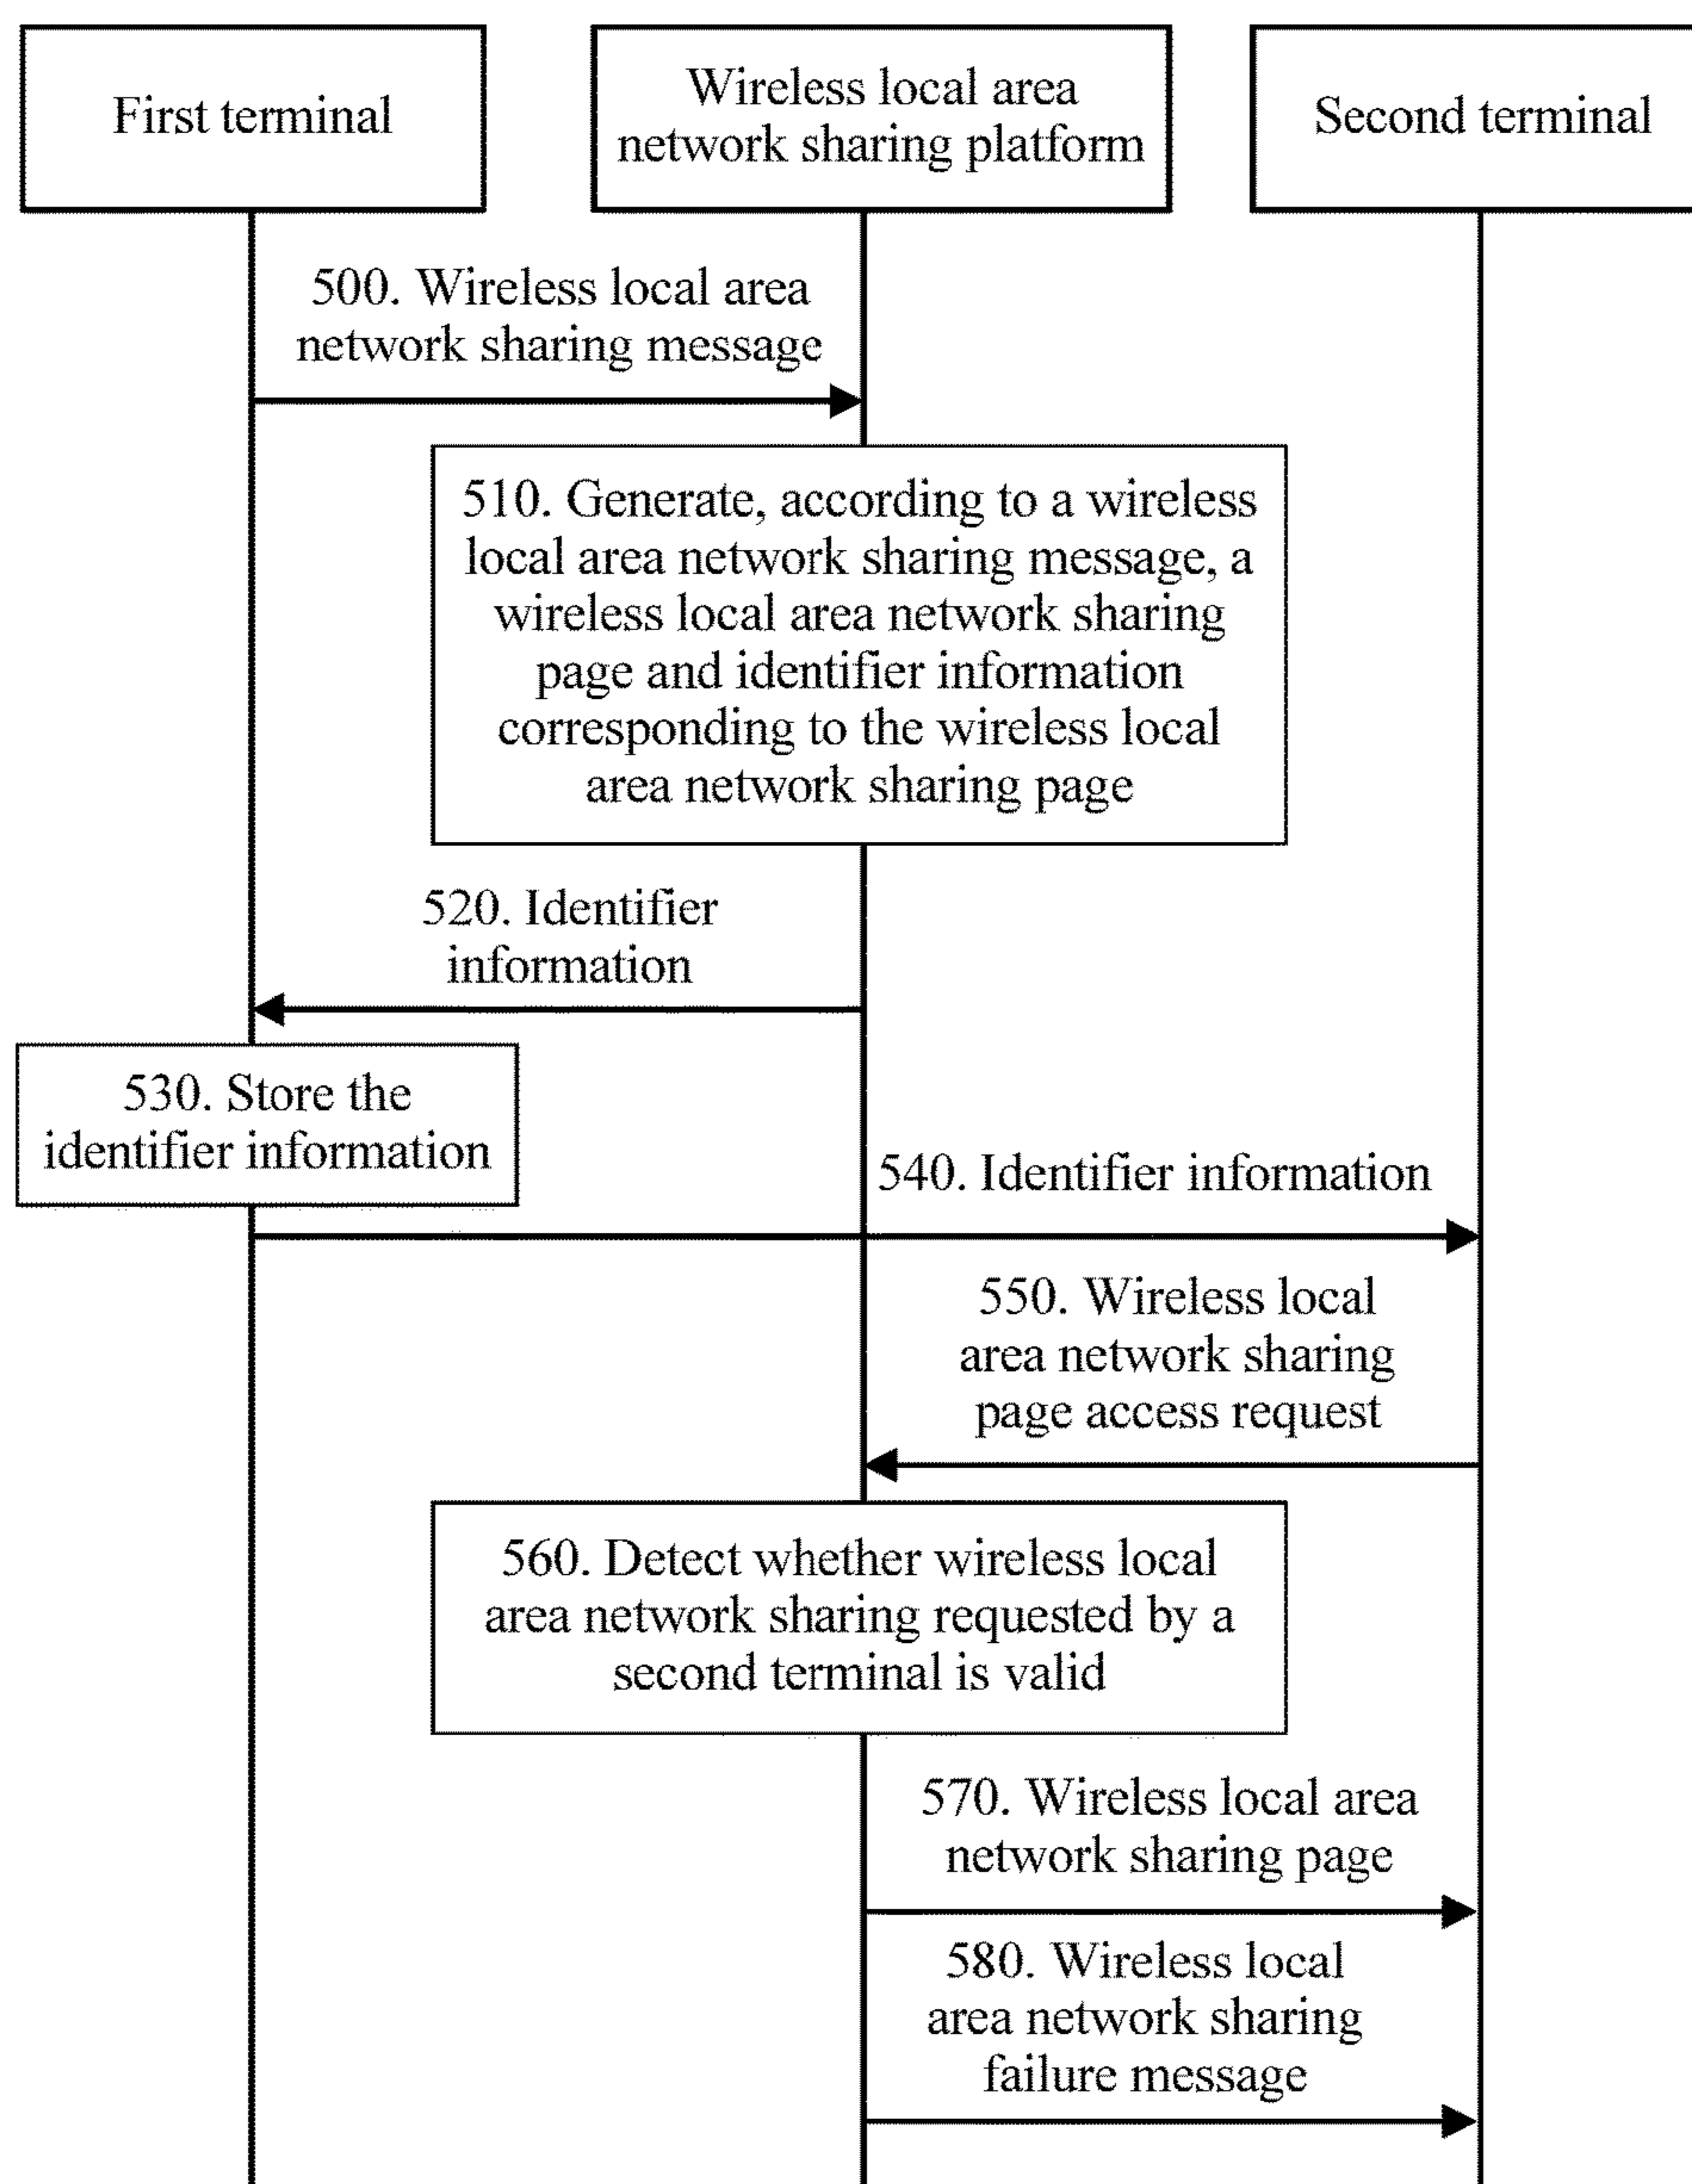 First terminal
Wireless local area
network sharing platform
Second terminal
500. Wireless local area
network sharing message
510. Generate, according to a wireless
local area network sharing message, a
wireless local area network sharing
page and identifier information
corresponding to the wireless local
area network sharing page
520. Identifier
information
530. Store the
identifier information
540. Identifier information
550. Wireless local
area network sharing
page access request
560. Detect whether wireless local
area network sharing requested by a
second terminal is valid
570. Wireless local area
network sharing page
580. Wireless local
area network sharing
failure message